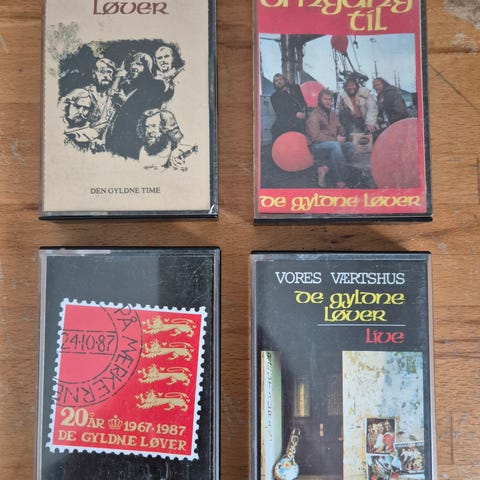 LØVER
DEN GYLDNE TIME
omgang
til
De gyldne Løver
PÅ MÆRKERNE
24·10·87
20 ÅR 1967-1987
DE GYLDNE LØVER
VORES VÆRTSHUS
De gyldne
Løver
Live